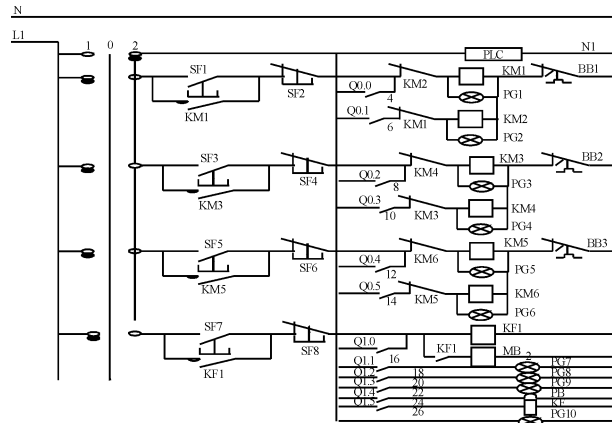 N
L1
1 0 2 PLC N1
SF1 SF2 KM2 KM1 BB1
Q0.0 4 PG1
KM1 Q0.1 6 KM1 KM2
PG2
SF3 SF4 KM4 KM3 BB2
Q0.2 8 PG3
KM3 Q0.3 10 KM3 KM4
PG4
SF5 SF6 KM6 KM5 BB3
Q0.4 12 PG5
KM5 Q0.5 14 KM5 KM6
PG6
SF7 SF8 KF1
Q1.0 16 KF1 MB
KF1 2
Q1.1 18 PG7
Q1.2 20 PG8
Q1.3 22 PG9
Q1.4 24 PB
Q1.5 26 KF
PG10